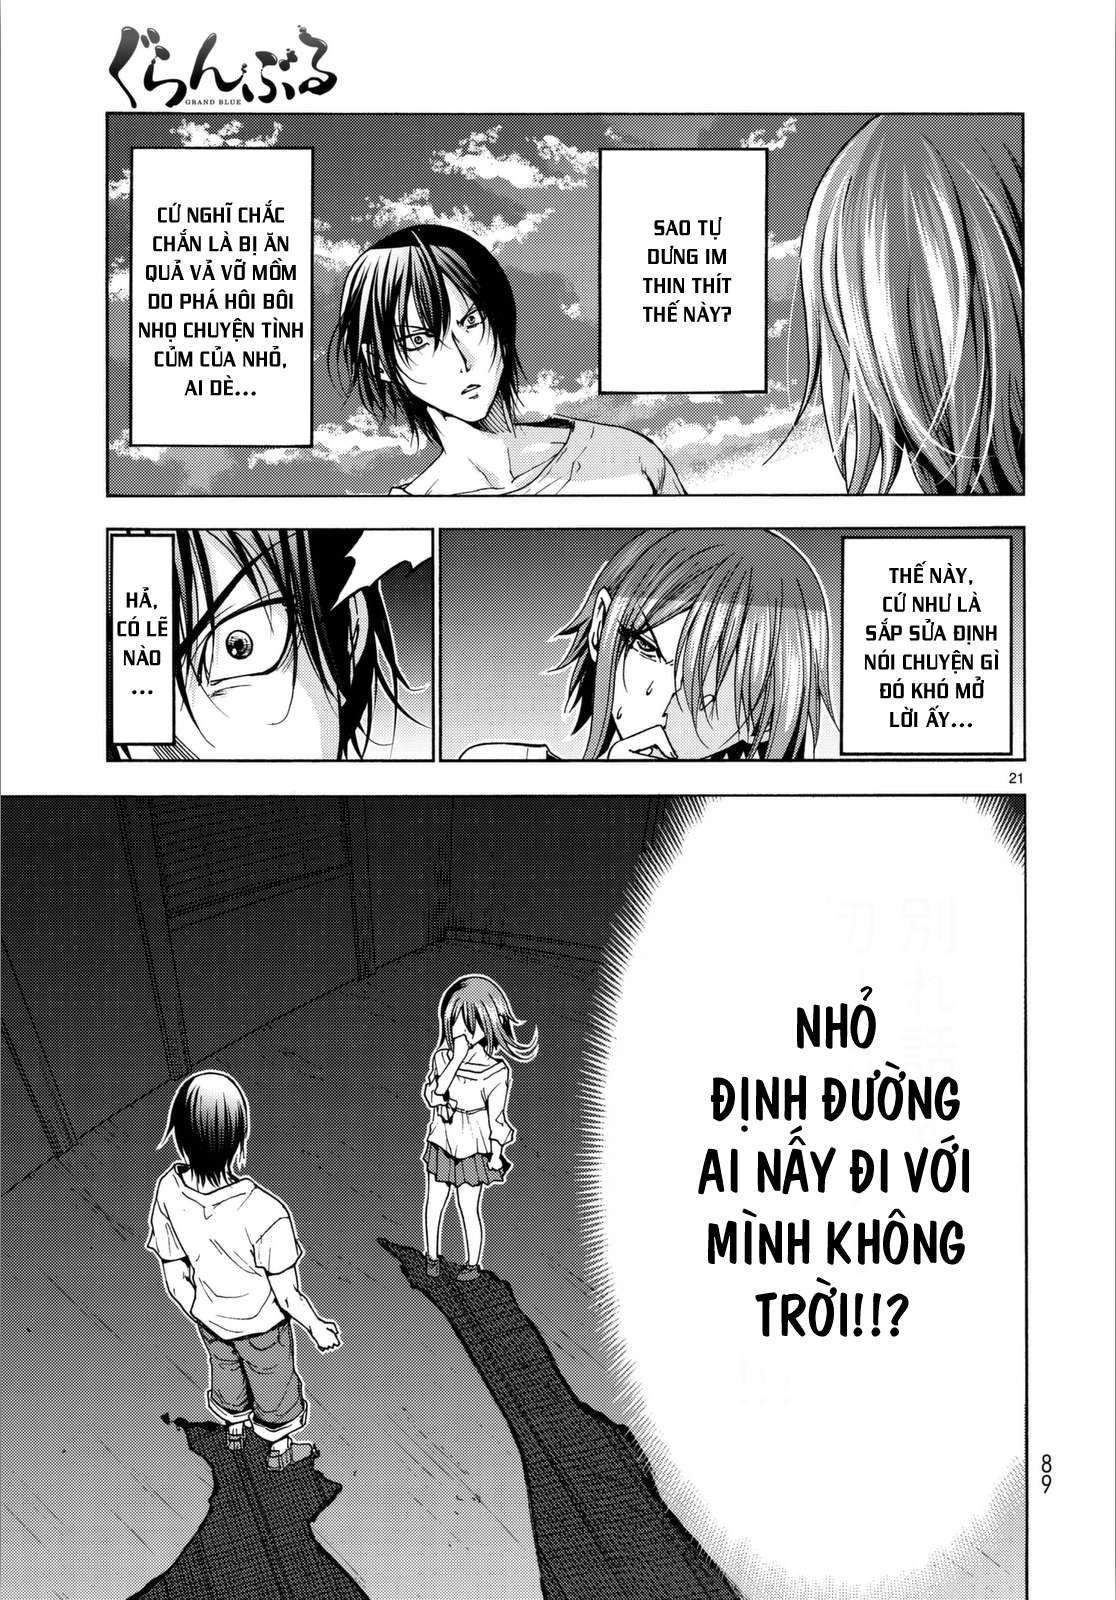 ぐらんぶる
GRAND BLUE
SAO TỰ
DƯNG IM
THIN THÍT
THẾ NÀY?
CỨ NGHĨ CHẮC
CHẮN LÀ BỊ ĂN
QUẢ VẢ VỠ MỒM
DO PHÁ HÔI BÔI
NHỌ CHUYỆN TÌNH
CỦM CỦA NHỎ,
AI DÈ...
THẾ NÀY,
CỨ NHƯ LÀ
SẮP SỬA ĐỊNH
NÓI CHUYỆN GÌ
ĐÓ KHÓ MỞ
LỜI ẤY...
HẢ,
CÓ LẼ
NÀO
...
21
NHỎ
ĐỊNH ĐƯỜNG
AI NẤY ĐI VỚI
MÌNH KHÔNG
TRỜI!!?
89